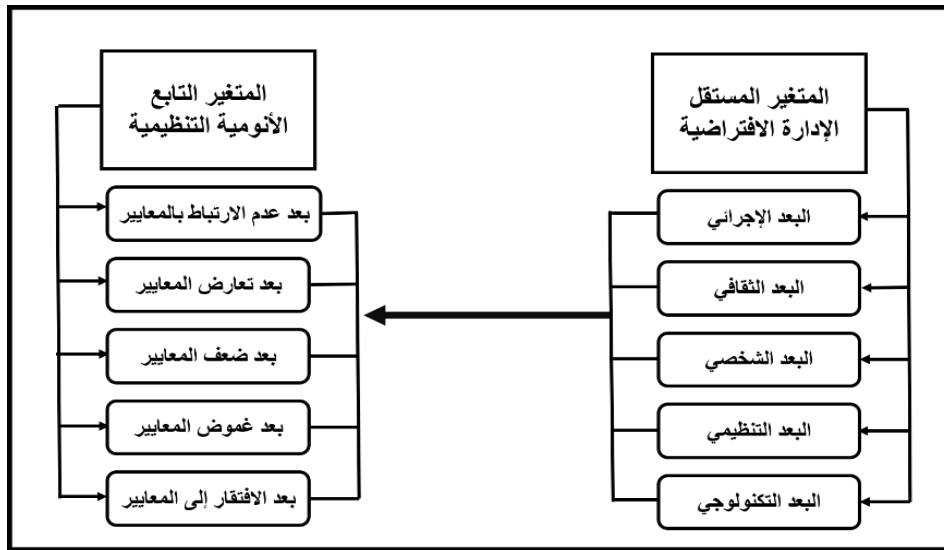 المتغير المستقل
الإدارة الافتراضية
البعد الإجرائي
البعد الثقافي
البعد الشخصي
البعد التنظيمي
البعد التكنولوجي
المتغير التابع
الأنومية التنظيمية
بعد عدم الارتباط بالمعايير
بعد تعارض المعايير
بعد ضعف المعايير
بعد غموض المعايير
بعد الافتقار إلى المعايير